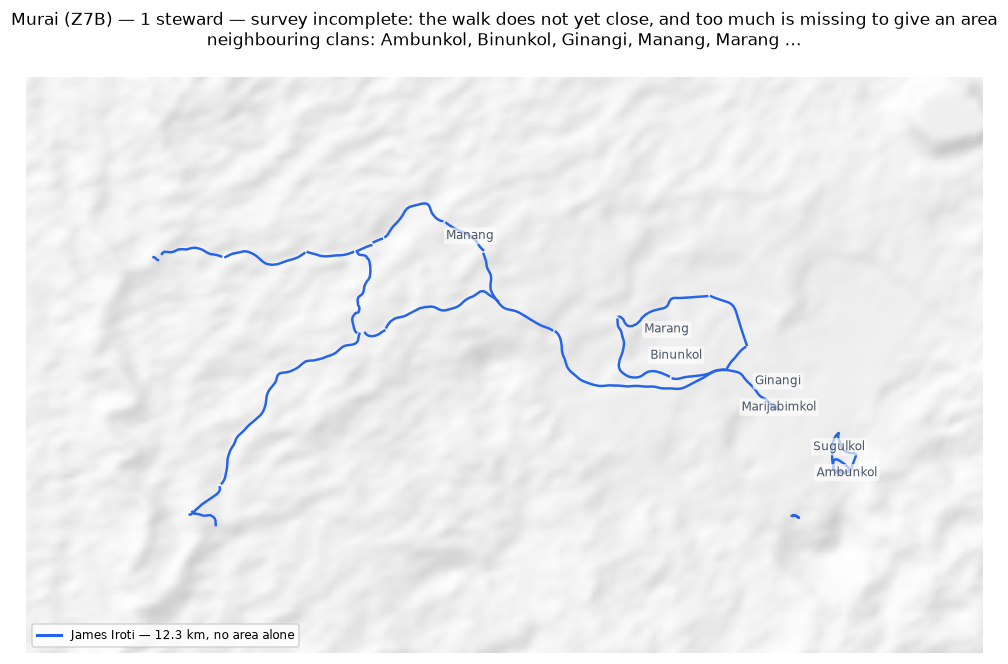 Murai (Z7B) — 1 steward — survey incomplete: the walk does not yet close, and too much is missing to give an area
neighbouring clans: Ambunkol, Binunkol, Ginangi, Manang, Marang ...
Manang
Marang
Binunkol
Ginangi
Marijabimkol
Sugulkol
Ambunkol
James Iroti — 12.3 km, no area alone